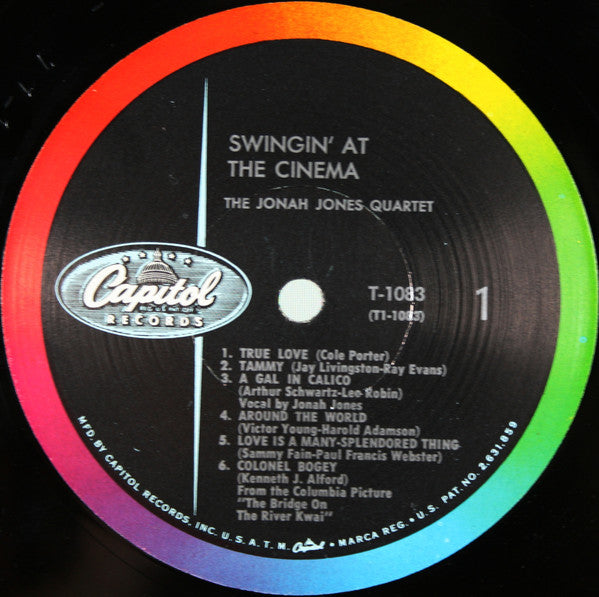 SWINGIN' AT
THE CINEMA
THE JONAH JONES QUARTET
Capitol
RECORDS
T-1083
(T1-1083)
1
1. TRUE LOVE (Cole Porter)
2. TAMMY (Jay Livingston-Ray Evans)
3. A GAL IN CALICO
(Arthur Schwartz-Leo Robin)
Vocal by Jonah Jones
4. AROUND THE WORLD
(Victor Young-Harold Adamson)
5. LOVE IS A MANY-SPLENDORED THING
(Sammy Fain-Paul Francis Webster)
6. COLONEL BOGEY
(Kenneth J. Alford)
From the Columbia Picture
"The Bridge On
The River Kwai"
MFD. BY CAPITOL RECORDS, INC. U.S.A. T.M. Capitol • MARCA REG. • U.S. PAT. NO. 2,631,859